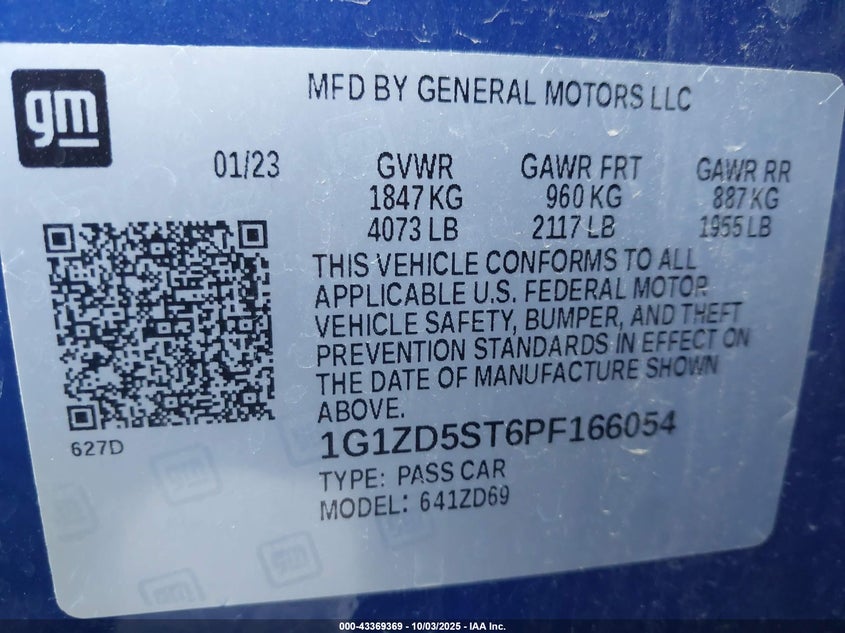 gm
MFD BY GENERAL MOTORS LLC
01/23 GVWR GAWR FRT GAWR RR
1847 KG 960 KG 887 KG
4073 LB 2117 LB 1955 LB
THIS VEHICLE CONFORMS TO ALL
APPLICABLE U.S. FEDERAL MOTOR
VEHICLE SAFETY, BUMPER, AND THEFT
PREVENTION STANDARDS IN EFFECT ON
THE DATE OF MANUFACTURE SHOWN
ABOVE.
627D
1G1ZD5ST6PF166054
TYPE: PASS CAR
MODEL: 641ZD69
000-43369369 - 10/03/2025 - IAA Inc.